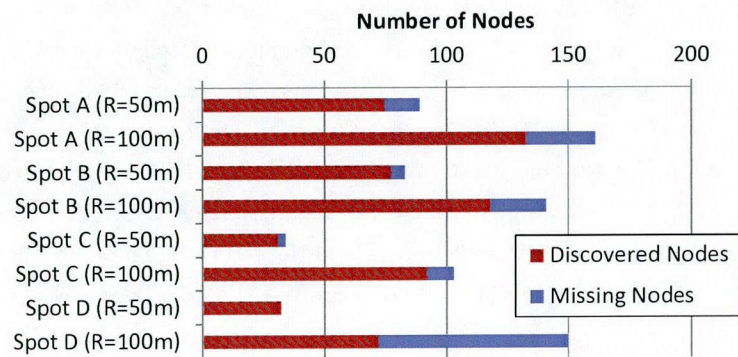 Number of Nodes
0 50 100 150 200
Spot A (R=50m)
Spot A (R=100m)
Spot B (R=50m)
Spot B (R=100m)
Spot C (R=50m)
Spot C (R=100m)
Spot D (R=50m)
Spot D (R=100m)
Discovered Nodes
Missing Nodes